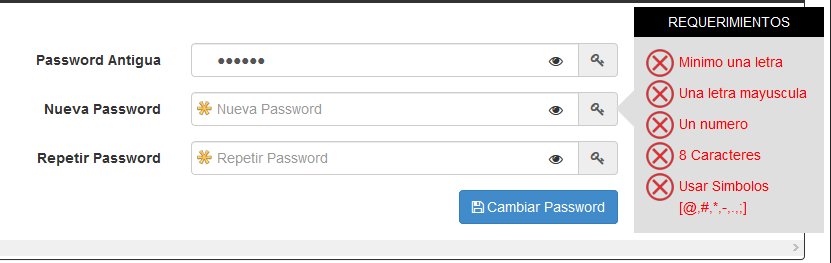 REQUERIMIENTOS
Password Antigua ••••••
Minimo una letra
Nueva Password Nueva Password
Una letra mayuscula
Un numero
Repetir Password Repetir Password
8 Caracteres
Usar Simbolos
[@,#,*,-,.,;]
Cambiar Password